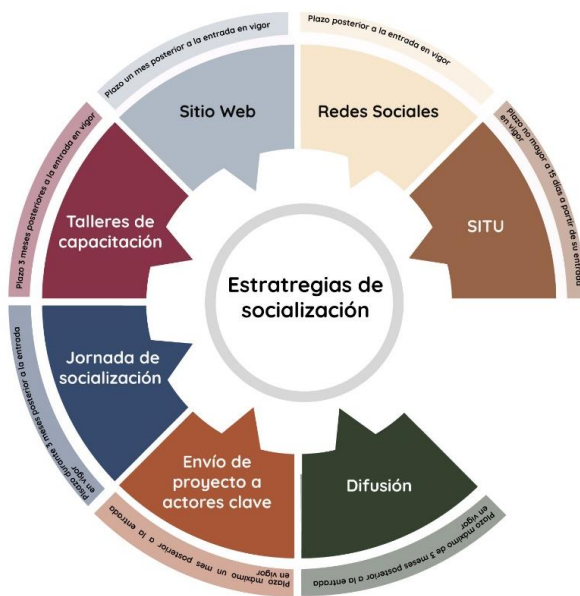 Estratregias de
socialización
Plazo posterior a la entrada en vigor
Redes Sociales
Plazo no mayor a 15 días a partir de su entrada
en vigor
SITU
Plazo máximo de 3 meses posterior a la entrada
en vigor
Difusión
Plazo máximo un mes posterior a la entrada
en vigor
Envío de
proyecto a
actores clave
Plsazo durante 3 meses posterior a la entrada
en vigor
Jornada de
socialización
Plazo 3 meses posteriores a la entrada en vigor
Talleres de
capacitación
Plazo un mes posterior a la entrada en vigor
Sitio Web